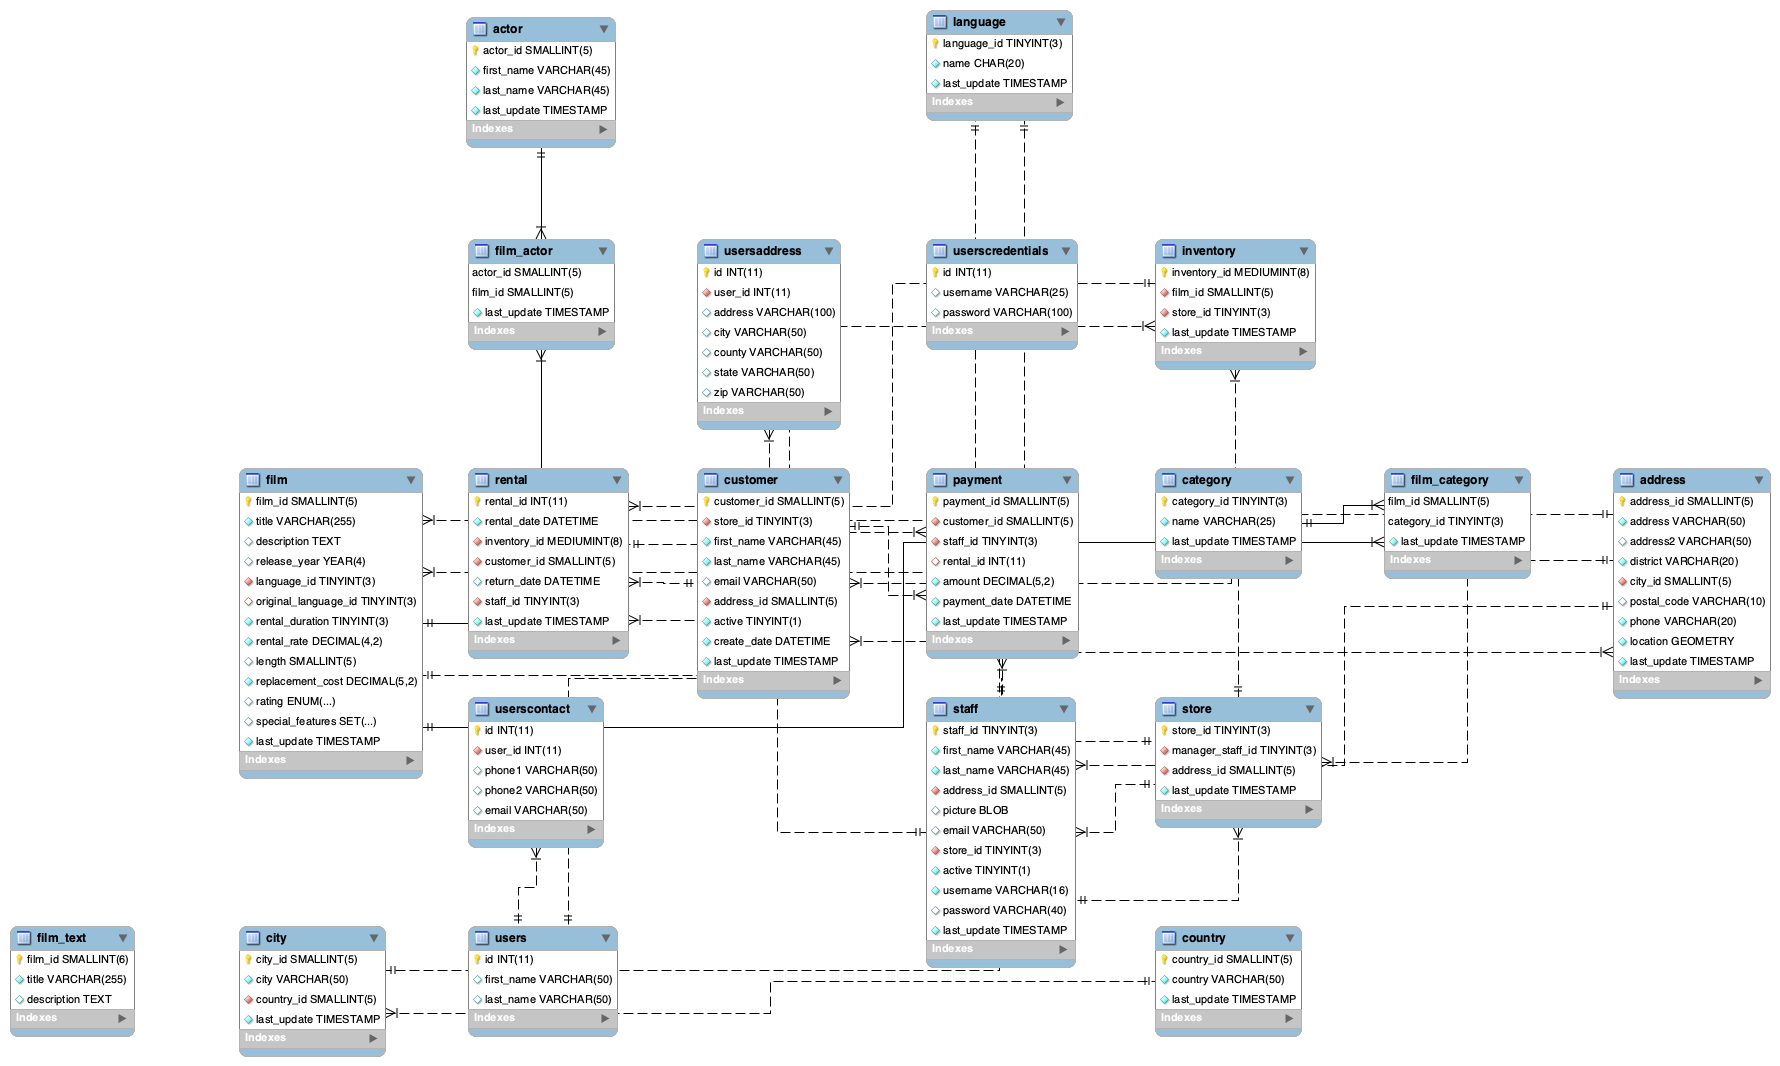 actor
actor_id SMALLINT(5)
first_name VARCHAR(45)
last_name VARCHAR(45)
last_update TIMESTAMP
Indexes
language
language_id TINYINT(3)
name CHAR(20)
last_update TIMESTAMP
Indexes
film_actor
actor_id SMALLINT(5)
film_id SMALLINT(5)
last_update TIMESTAMP
Indexes
usersaddress
id INT(11)
user_id INT(11)
address VARCHAR(100)
city VARCHAR(50)
county VARCHAR(50)
state VARCHAR(50)
zip VARCHAR(50)
Indexes
userscredentials
id INT(11)
username VARCHAR(25)
password VARCHAR(100)
Indexes
inventory
inventory_id MEDIUMINT(8)
film_id SMALLINT(5)
store_id TINYINT(3)
last_update TIMESTAMP
Indexes
film
film_id SMALLINT(5)
title VARCHAR(255)
description TEXT
release_year YEAR(4)
language_id TINYINT(3)
original_language_id TINYINT(3)
rental_duration TINYINT(3)
rental_rate DECIMAL(4,2)
length SMALLINT(5)
replacement_cost DECIMAL(5,2)
rating ENUM(...)
special_features SET(...)
last_update TIMESTAMP
Indexes
rental
rental_id INT(11)
rental_date DATETIME
inventory_id MEDIUMINT(8)
customer_id SMALLINT(5)
return_date DATETIME
staff_id TINYINT(3)
last_update TIMESTAMP
Indexes
customer
customer_id SMALLINT(5)
store_id TINYINT(3)
first_name VARCHAR(45)
last_name VARCHAR(45)
email VARCHAR(50)
address_id SMALLINT(5)
active TINYINT(1)
create_date DATETIME
last_update TIMESTAMP
Indexes
payment
payment_id SMALLINT(5)
customer_id SMALLINT(5)
staff_id TINYINT(3)
rental_id INT(11)
amount DECIMAL(5,2)
payment_date DATETIME
last_update TIMESTAMP
Indexes
category
category_id TINYINT(3)
name VARCHAR(25)
last_update TIMESTAMP
Indexes
film_category
film_id SMALLINT(5)
category_id TINYINT(3)
last_update TIMESTAMP
Indexes
address
address_id SMALLINT(5)
address VARCHAR(50)
address2 VARCHAR(50)
district VARCHAR(20)
city_id SMALLINT(5)
postal_code VARCHAR(10)
phone VARCHAR(20)
location GEOMETRY
last_update TIMESTAMP
Indexes
userscontact
id INT(11)
user_id INT(11)
phone1 VARCHAR(50)
phone2 VARCHAR(50)
email VARCHAR(50)
Indexes
staff
staff_id TINYINT(3)
first_name VARCHAR(45)
last_name VARCHAR(45)
address_id SMALLINT(5)
picture BLOB
email VARCHAR(50)
store_id TINYINT(3)
active TINYINT(1)
username VARCHAR(16)
password VARCHAR(40)
last_update TIMESTAMP
Indexes
store
store_id TINYINT(3)
manager_staff_id TINYINT(3)
address_id SMALLINT(5)
last_update TIMESTAMP
Indexes
film_text
film_id SMALLINT(6)
title VARCHAR(255)
description TEXT
Indexes
city
city_id SMALLINT(5)
city VARCHAR(50)
country_id SMALLINT(5)
last_update TIMESTAMP
Indexes
users
id INT(11)
first_name VARCHAR(50)
last_name VARCHAR(50)
Indexes
country
country_id SMALLINT(5)
country VARCHAR(50)
last_update TIMESTAMP
Indexes